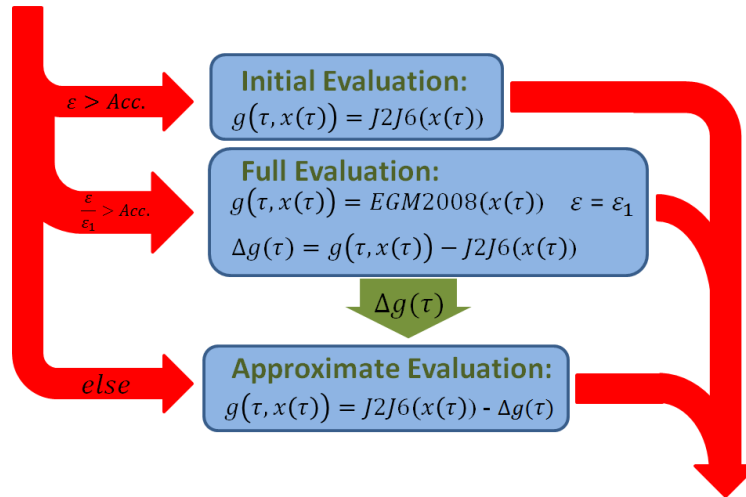 ε > Acc.
Initial Evaluation:
g(τ, x(τ)) = J2J6(x(τ))
ε/ε₁ > Acc.
Full Evaluation:
g(τ, x(τ)) = EGM2008(x(τ)) ε = ε₁
Δg(τ) = g(τ, x(τ)) − J2J6(x(τ))
Δg(τ)
else
Approximate Evaluation:
g(τ, x(τ)) = J2J6(x(τ)) - Δg(τ)